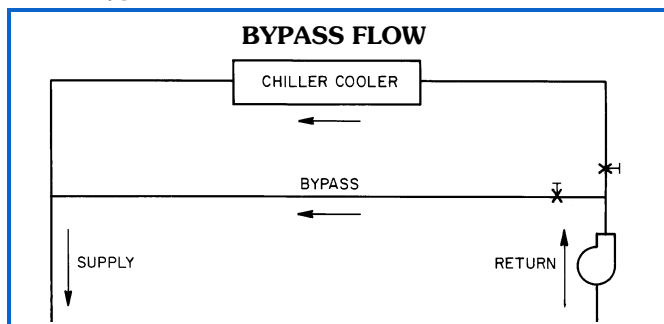 BYPASS FLOW
CHILLER COOLER
BYPASS
SUPPLY
RETURN